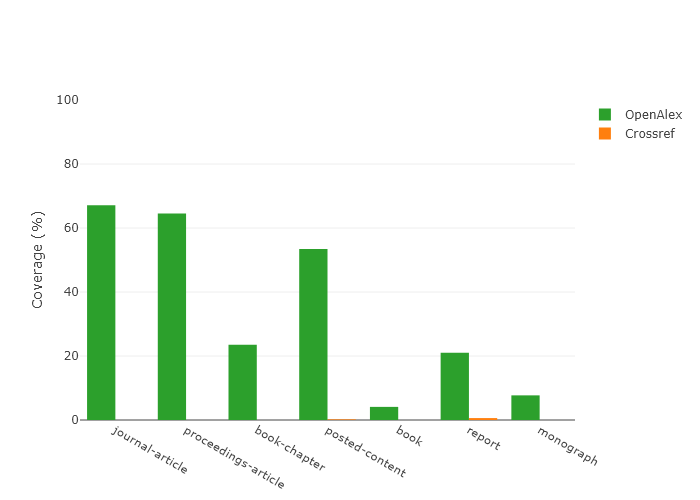 100
80
60
40
20
0
Coverage (%)
journal-article
proceedings-article
book-chapter
posted-content
book
report
monograph
OpenAlex
Crossref